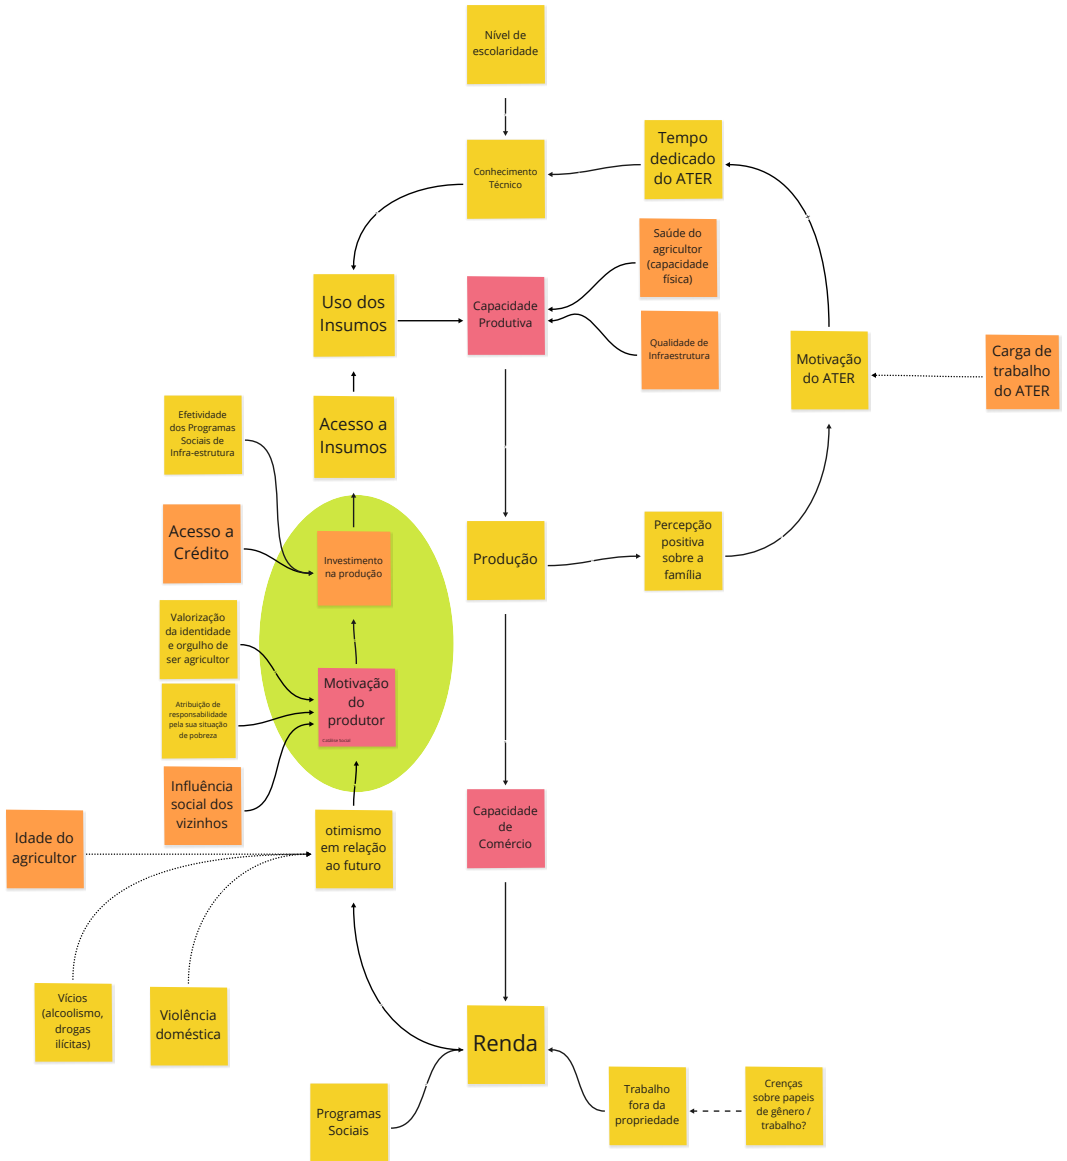 Nível de
escolaridade
Conhecimento
Técnico
Tempo
dedicado
do ATER
Saúde do
agricultor
(capacidade
física)
Uso dos
Insumos
Capacidade
Produtiva
Qualidade de
Infraestrutura
Motivação
do ATER
Carga de
trabalho
do ATER
Efetividade
dos Programas
Sociais de
Infra-estrutura
Acesso a
Insumos
Acesso a
Crédito
Investimento
na produção
Produção
Percepção
positiva
sobre a
família
Valorização
da identidade
e orgulho de
ser agricultor
Motivação
do
produtor
Atribuição de
responsabilidade
pela sua situação
de pobreza
Influência
social dos
vizinhos
Capacidade
de
Comércio
Idade do
agricultor
otimismo
em relação
ao futuro
Vícios
(alcoolismo,
drogas
ilícitas)
Violência
doméstica
Renda
Programas
Sociais
Trabalho
fora da
propriedade
Crenças
sobre papeis
de gênero /
trabalho?